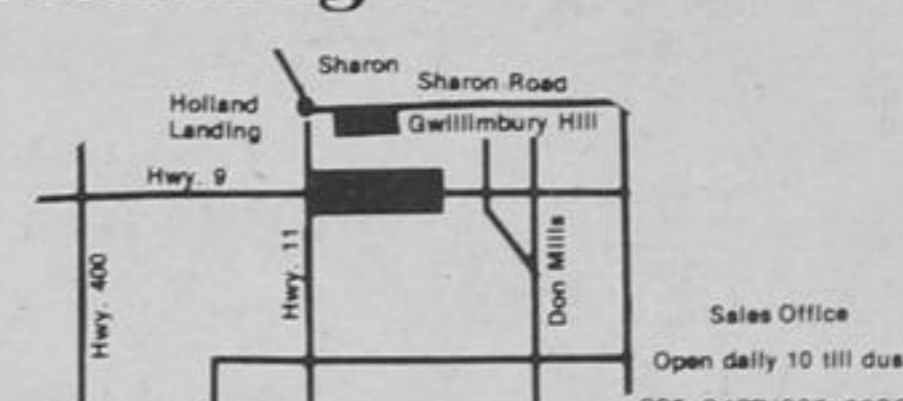 Sharon
Sharon Road
Holland
Landing
Gwillimbury Hill
Hwy. 9
Hwy. 400
Hwy. 11
Don Mills
Sales Office
Open daily 10 till